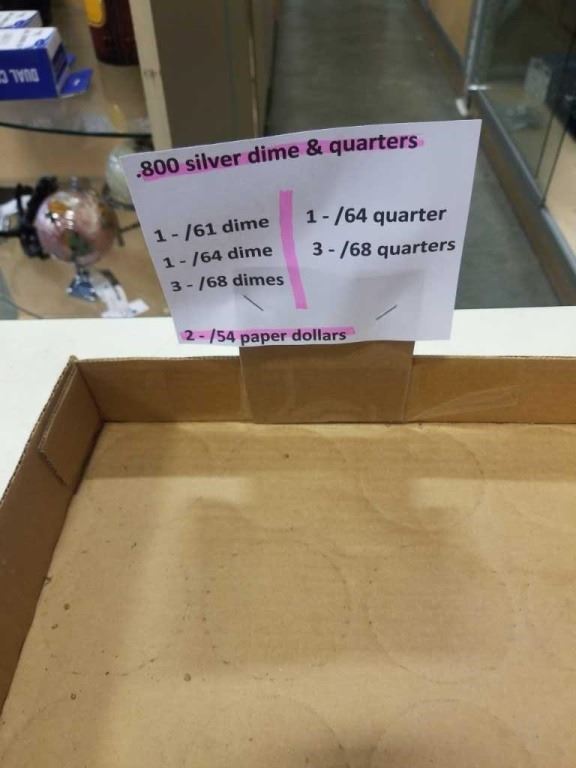 DUAL C
.800 silver dime & quarters
1 - /61 dime
1 - /64 dime
3 - /68 dimes
1 - /64 quarter
3 - /68 quarters
2 - /54 paper dollars